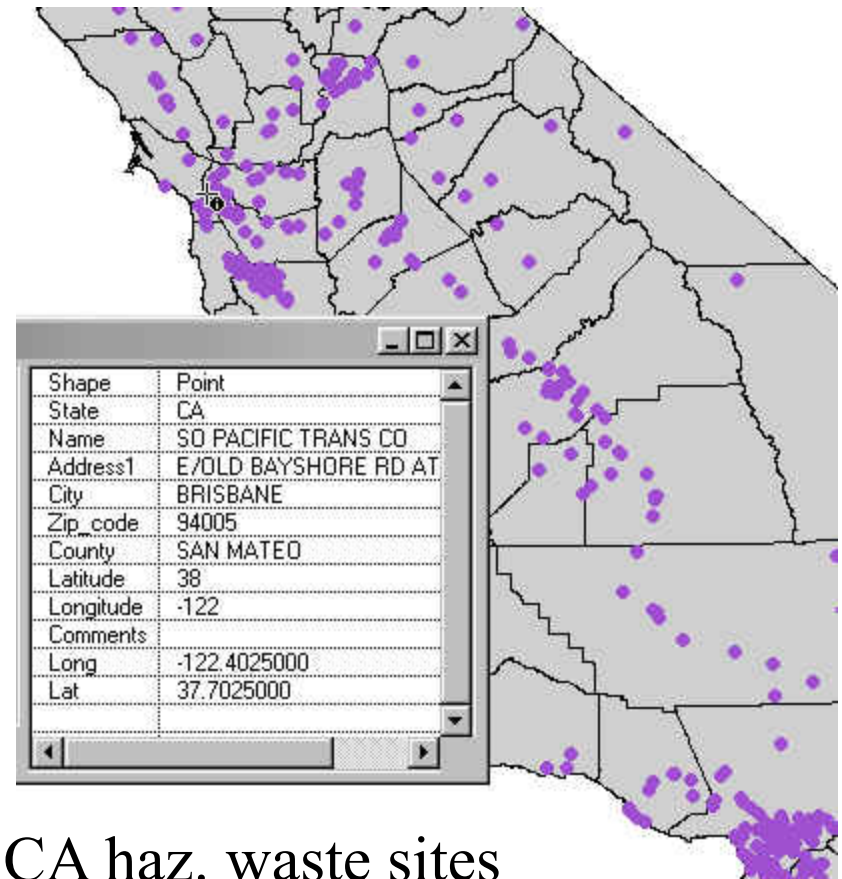 Shape Point
State CA
Name SO PACIFIC TRANS CO
Address1 E/OLD BAYSHORE RD AT
City BRISBANE
Zip_code 94005
County SAN MATEO
Latitude 38
Longitude -122
Comments
Long -122.4025000
Lat 37.7025000
CA haz. waste sites